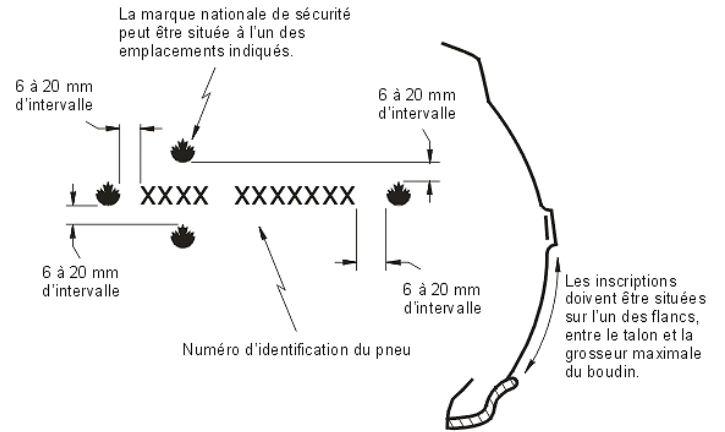 La marque nationale de sécurité
peut être située à l'un des
emplacements indiqués.
6 à 20 mm
d'intervalle
6 à 20 mm
d'intervalle
XXXX XXXXXXX
6 à 20 mm
d'intervalle
6 à 20 mm
d'intervalle
Numéro d'identification du pneu
Les inscriptions
doivent être situées
sur l'un des flancs,
entre le talon et la
grosseur maximale
du boudin.